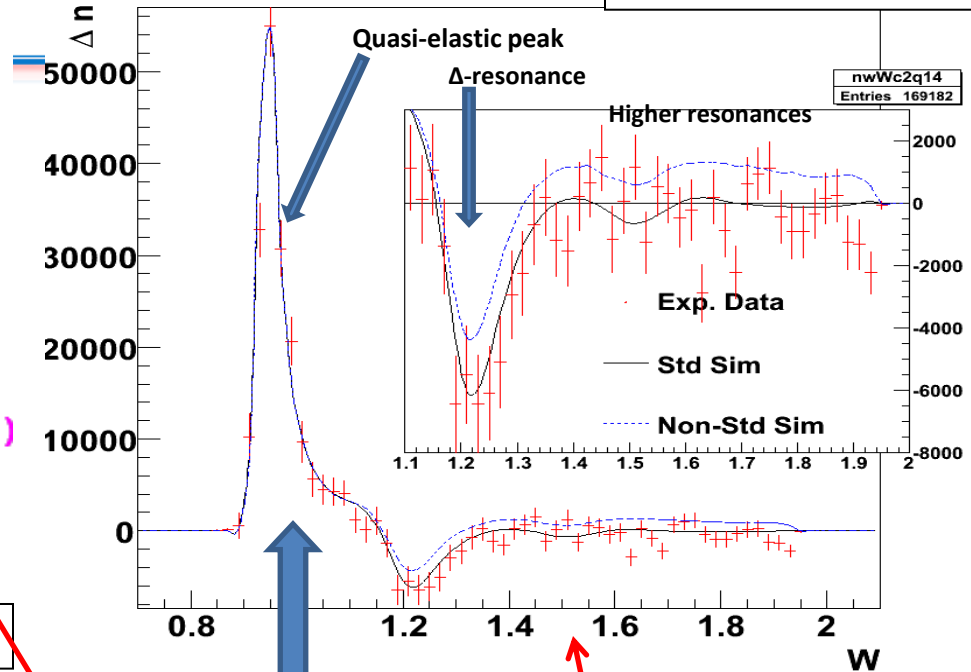 Δ n
Quasi-elastic peak
Δ-resonance
nwWc2q14
Entries 169182
Higher resonances
50000
40000
30000
20000
10000
0
2000
0
-2000
-4000
-6000
-8000
Exp. Data
Std Sim
Non-Std Sim
1.1 1.2 1.3 1.4 1.5 1.6 1.7 1.8 1.9 2
)
0.8 1.2 1.4 1.6 1.8 2
W